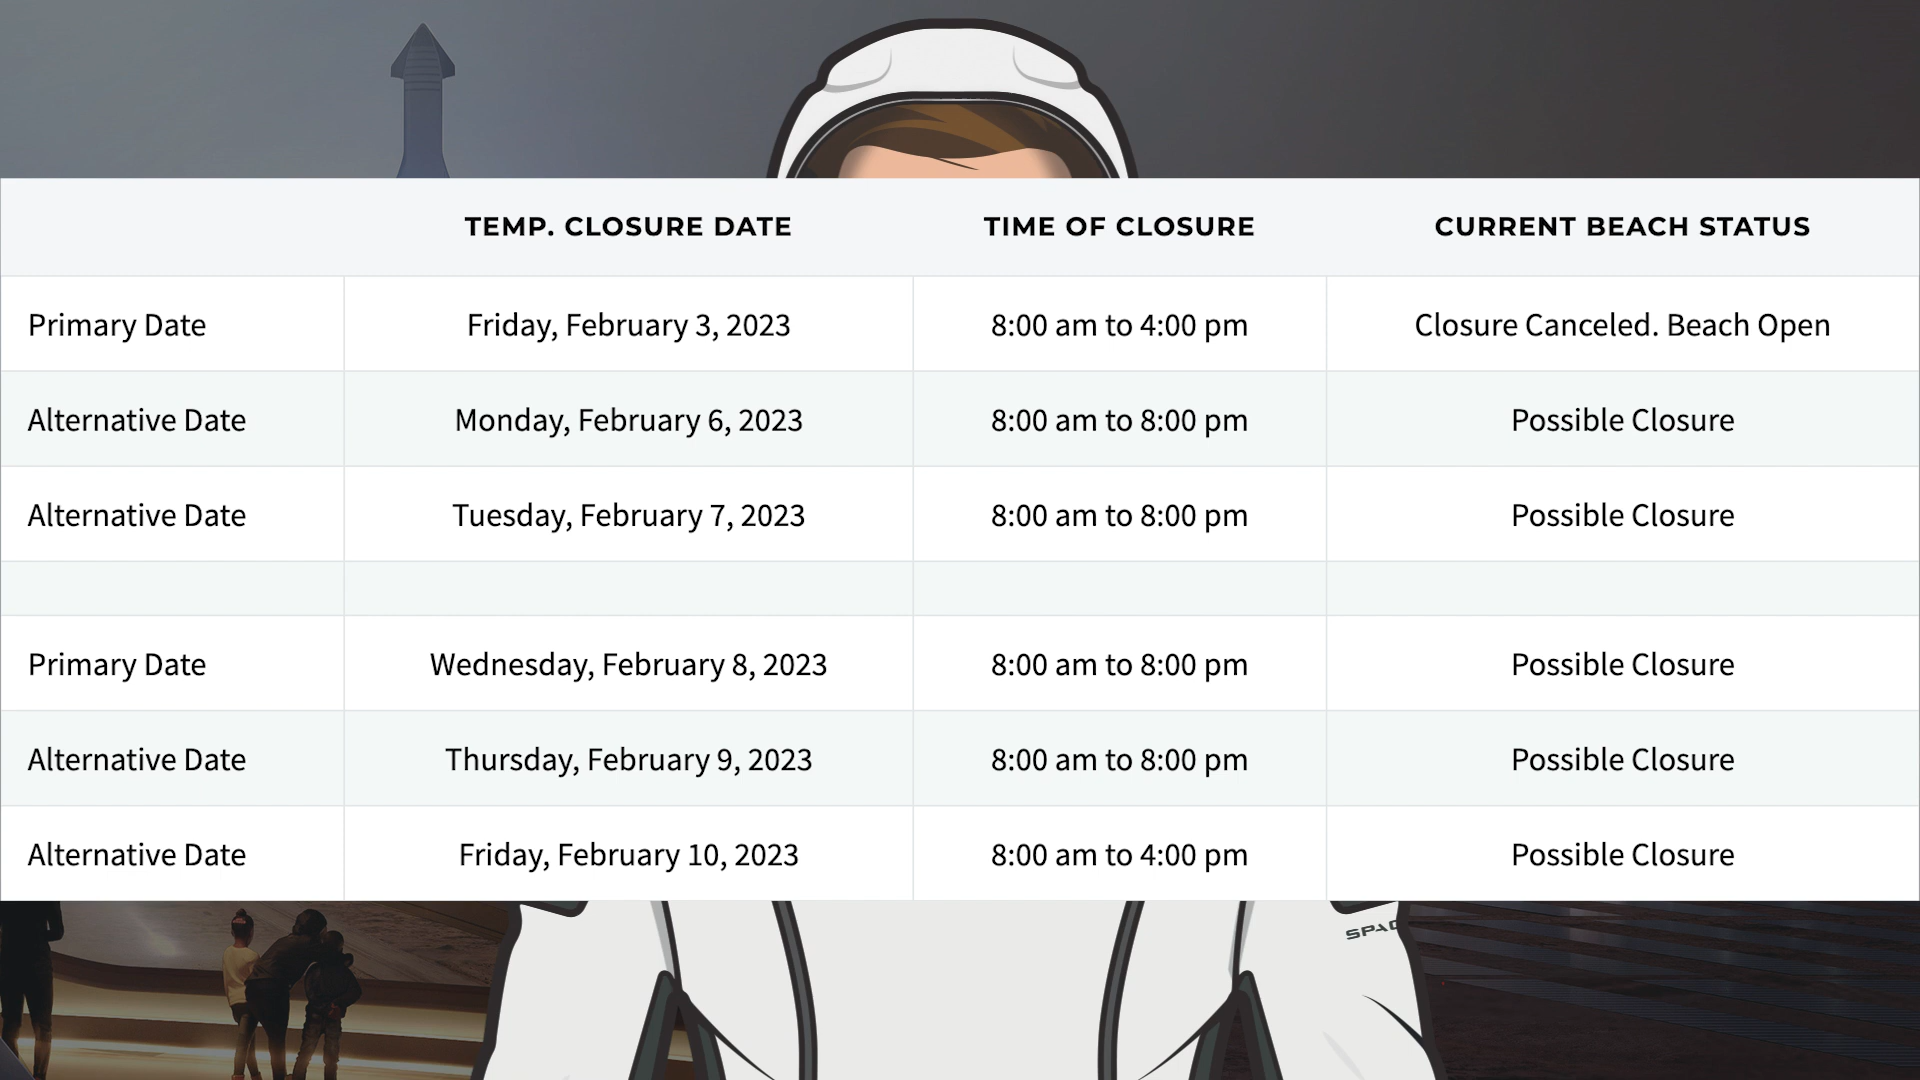 TEMP. CLOSURE DATE TIME OF CLOSURE CURRENT BEACH STATUS
Primary Date Friday, February 3, 2023 8:00 am to 4:00 pm Closure Canceled. Beach Open
Alternative Date Monday, February 6, 2023 8:00 am to 8:00 pm Possible Closure
Alternative Date Tuesday, February 7, 2023 8:00 am to 8:00 pm Possible Closure
Primary Date Wednesday, February 8, 2023 8:00 am to 8:00 pm Possible Closure
Alternative Date Thursday, February 9, 2023 8:00 am to 8:00 pm Possible Closure
Alternative Date Friday, February 10, 2023 8:00 am to 4:00 pm Possible Closure
SPAC